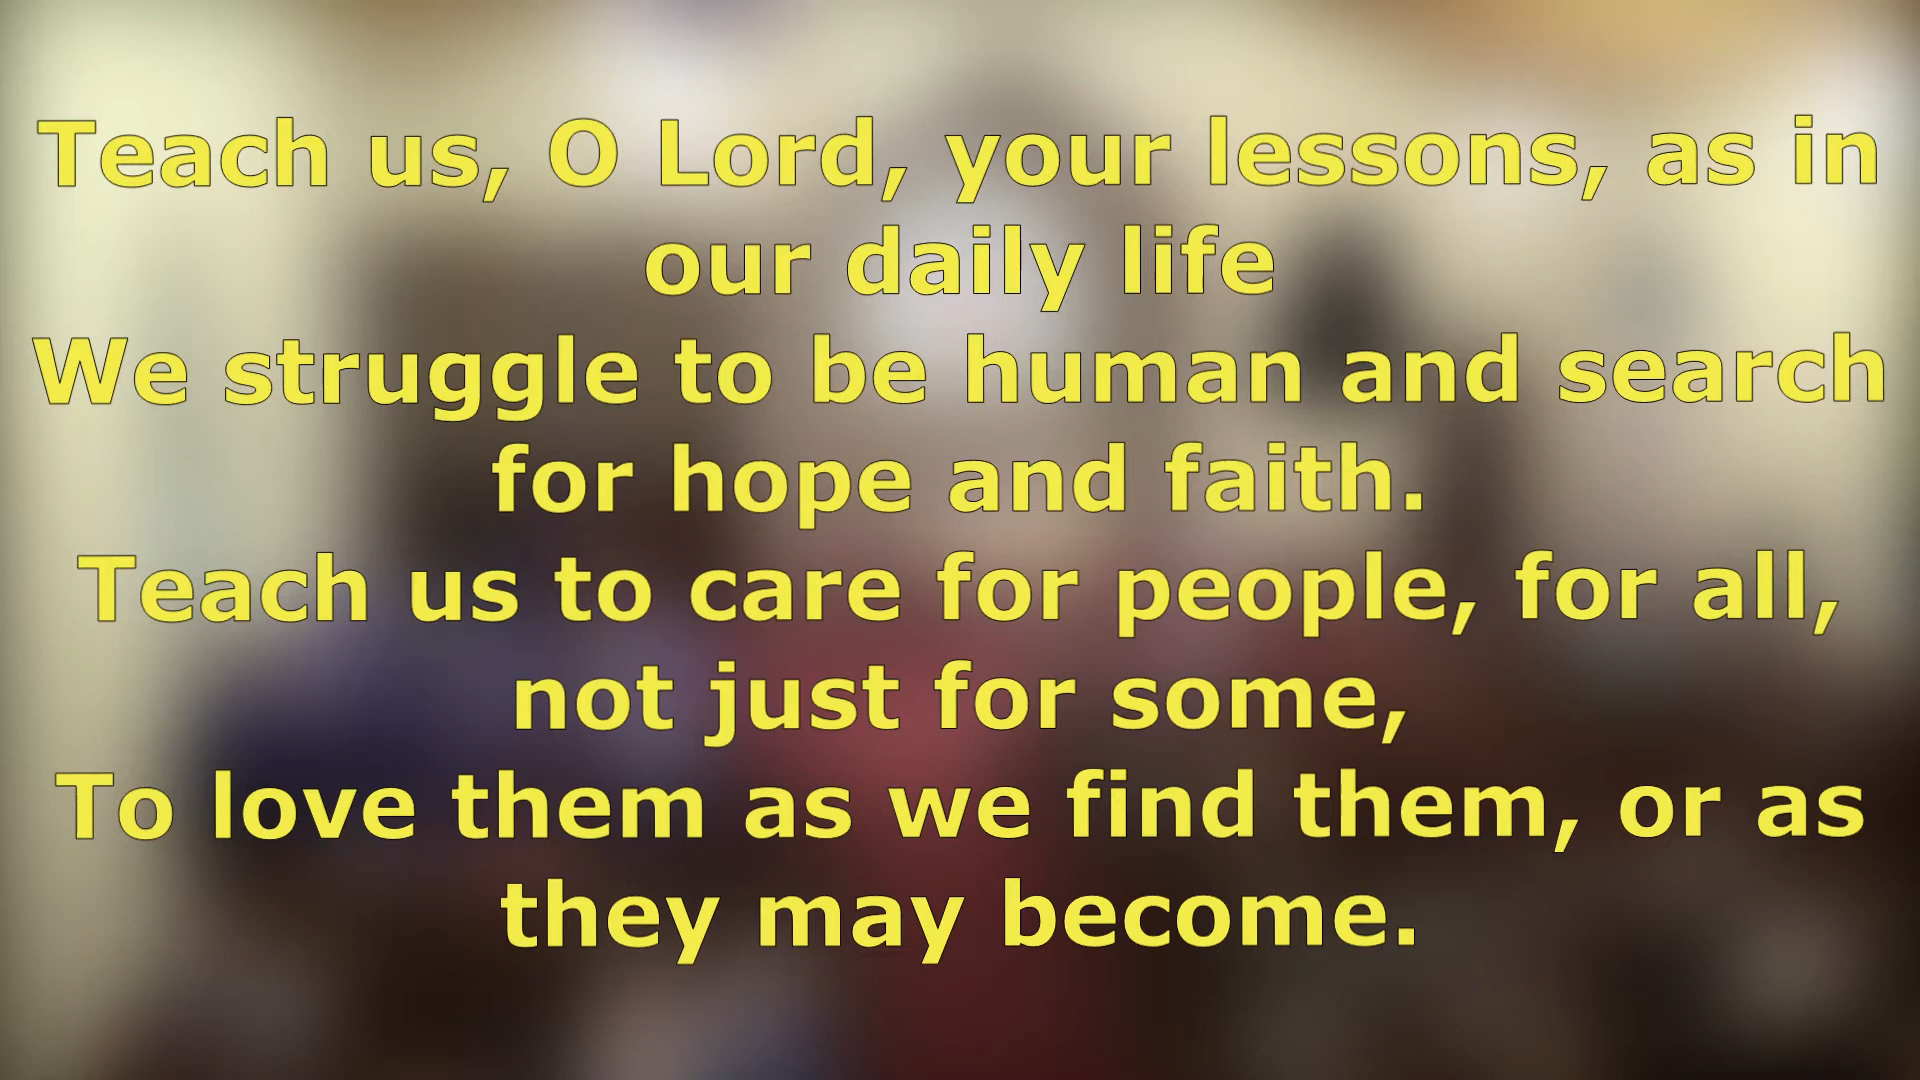 Teach us, O Lord, your lessons, as in
our daily life
We struggle to be human and search
for hope and faith.
Teach us to care for people, for all,
not just for some,
To love them as we find them, or as
they may become.